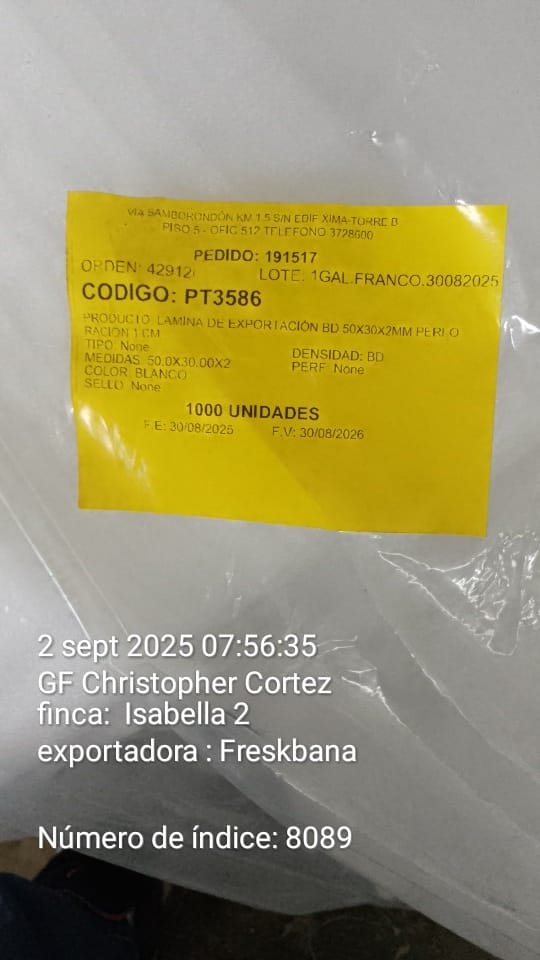 VIA SAMBORONDÓN KM 1.5 S/N EDIF XIMA-TORRE B
PISO 5 - OFIC 512 TELEFONO 3728600
PEDIDO: 191517
ORDEN: 42912
LOTE: 1GAL.FRANCO.30082025
CODIGO: PT3586
PRODUCTO: LAMINA DE EXPORTACIÓN BD 50X30X2MM PERFO
RACION 1 CM
TIPO: None
DENSIDAD: BD
MEDIDAS: 50.0X30.00X2
PERF: None
COLOR: BLANCO
SELLO: None
1000 UNIDADES
F.E: 30/08/2025 F.V: 30/08/2026
2 sept 2025 07:56:35
GF Christopher Cortez
finca: Isabella 2
exportadora : Freskbana
Número de índice: 8089